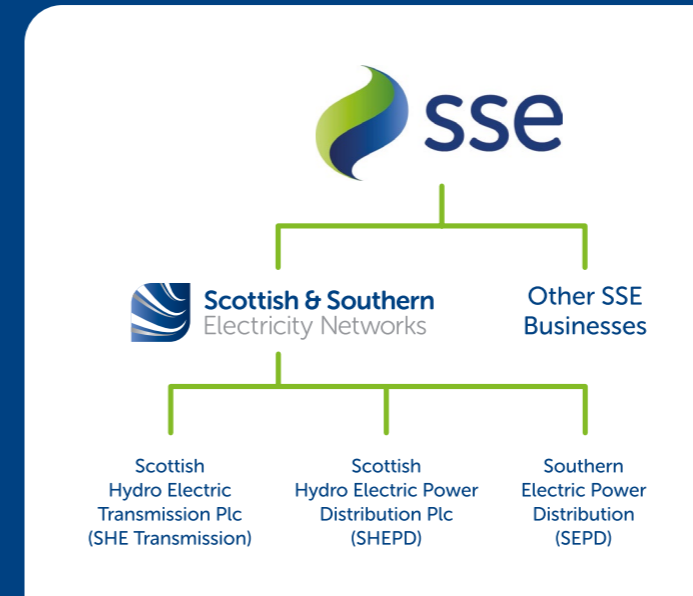 sse
Scottish & Southern
Electricity Networks
Other SSE
Businesses
Scottish
Hydro Electric
Transmission Plc
(SHE Transmission)
Scottish
Hydro Electric Power
Distribution Plc
(SHEPD)
Southern
Electric Power
Distribution
(SEPD)